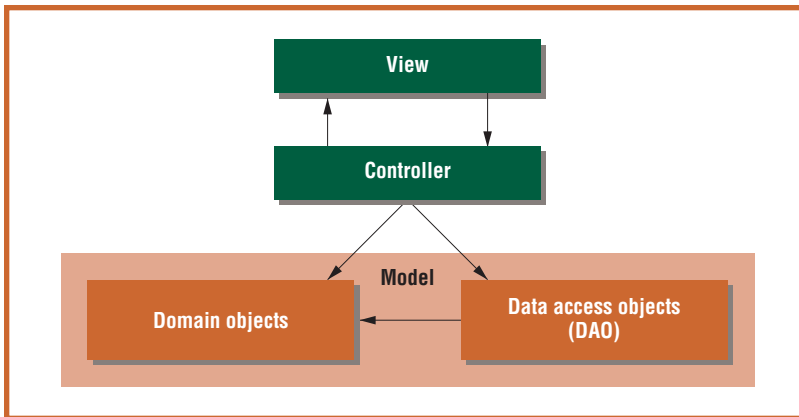 View
Controller
Model
Domain objects
Data access objects
(DAO)